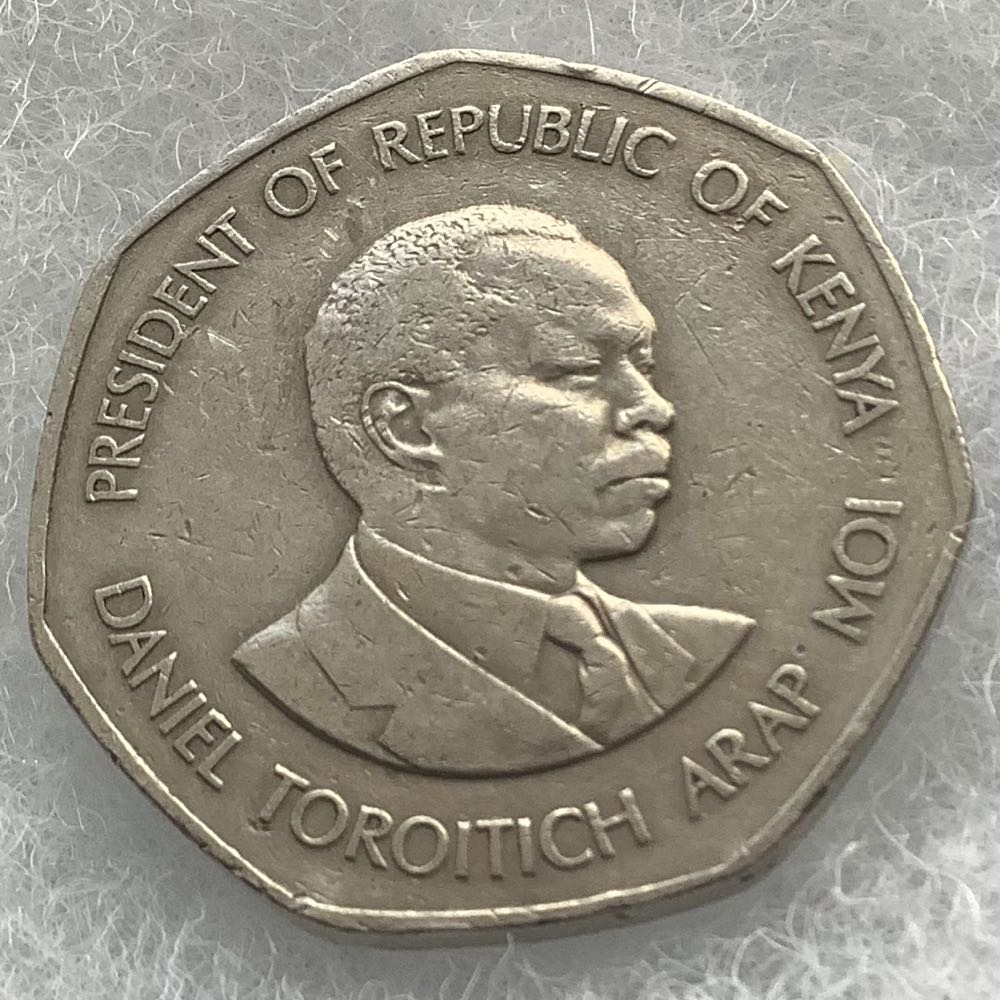 PRESIDENT OF REPUBLIC OF KENYA
DANIEL TOROITICH ARAP MOI